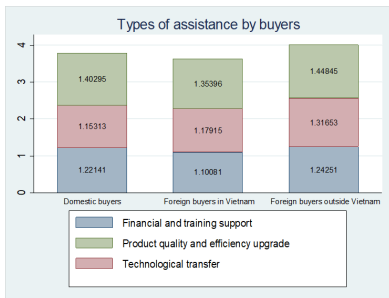 Types of assistance by buyers
4
3
2
1
0
1.40295
1.15313
1.22141
1.35396
1.17915
1.10081
1.44845
1.31653
1.24251
Domestic buyers
Foreign buyers in Vietnam
Foreign buyers outside Vietnam
Financial and training support
Product quality and efficiency upgrade
Technological transfer